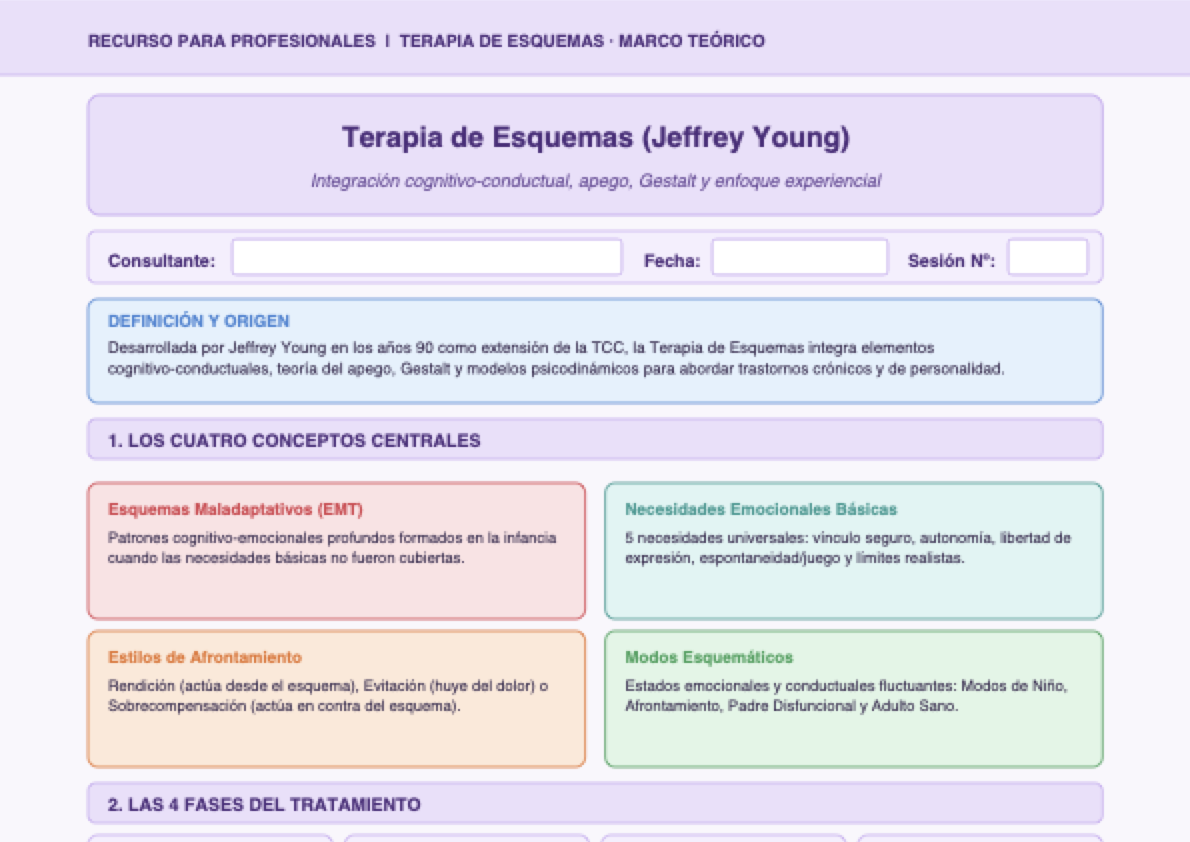 RECURSO PARA PROFESIONALES | TERAPIA DE ESQUEMAS · MARCO TEÓRICO
Terapia de Esquemas (Jeffrey Young)
Integración cognitivo-conductual, apego, Gestalt y enfoque experiencial
Consultante: Fecha: Sesión Nº:
DEFINICIÓN Y ORIGEN
Desarrollada por Jeffrey Young en los años 90 como extensión de la TCC, la Terapia de Esquemas integra elementos
cognitivo-conductuales, teoría del apego, Gestalt y modelos psicodinámicos para abordar trastornos crónicos y de personalidad.
1. LOS CUATRO CONCEPTOS CENTRALES
Esquemas Maladaptativos (EMT)
Patrones cognitivo-emocionales profundos formados en la infancia
cuando las necesidades básicas no fueron cubiertas.
Necesidades Emocionales Básicas
5 necesidades universales: vínculo seguro, autonomía, libertad de
expresión, espontaneidad/juego y límites realistas.
Estilos de Afrontamiento
Rendición (actúa desde el esquema), Evitación (huye del dolor) o
Sobrecompensación (actúa en contra del esquema).
Modos Esquemáticos
Estados emocionales y conductuales fluctuantes: Modos de Niño,
Afrontamiento, Padre Disfuncional y Adulto Sano.
2. LAS 4 FASES DEL TRATAMIENTO